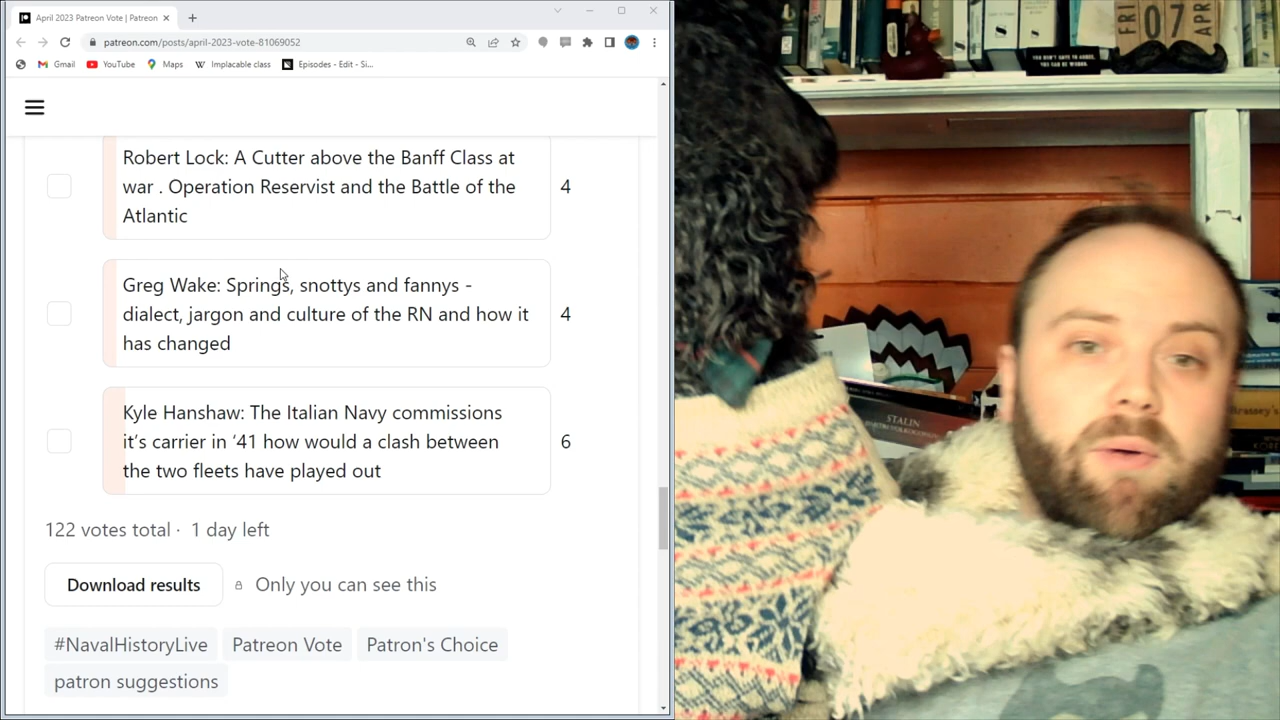 April 2023 Patreon Vote | Patreon
patreon.com/posts/april-2023-vote-81069052
Gmail
YouTube
Maps
Implacable class
Episodes - Edit - Si...
Robert Lock: A Cutter above the Banff Class at
war . Operation Reservist and the Battle of the
Atlantic
4
Greg Wake: Springs, snottys and fannys -
dialect, jargon and culture of the RN and how it
has changed
4
Kyle Hanshaw: The Italian Navy commissions
it’s carrier in ‘41 how would a clash between
the two fleets have played out
6
122 votes total · 1 day left
Download results
Only you can see this
#NavalHistoryLive
Patreon Vote
Patron's Choice
patron suggestions
FRI
07
APR
STALIN
Brassey's